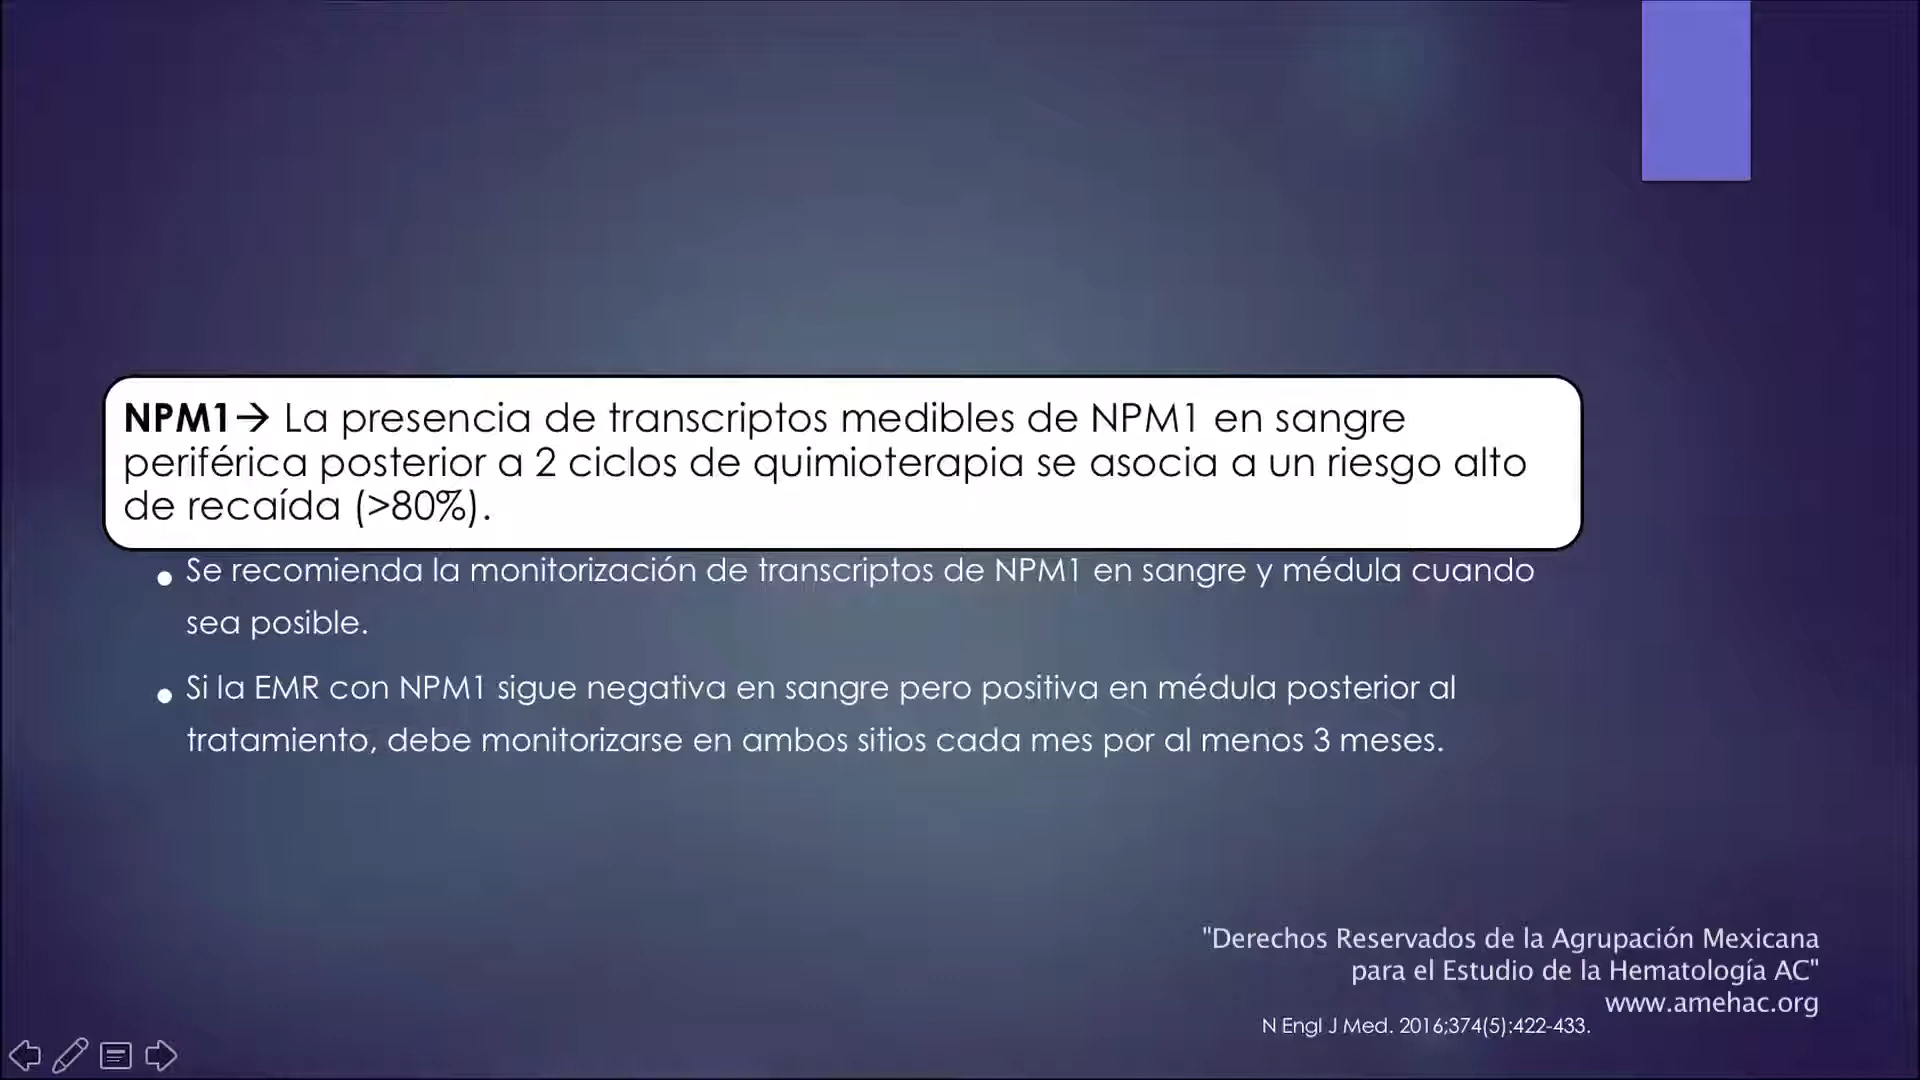 NPM1→ La presencia de transcriptos medibles de NPM1 en sangre
periférica posterior a 2 ciclos de quimioterapia se asocia a un riesgo alto
de recaída (>80%).
• Se recomienda la monitorización de transcriptos de NPM1 en sangre y médula cuando
sea posible.
• Si la EMR con NPM1 sigue negativa en sangre pero positiva en médula posterior al
tratamiento, debe monitorizarse en ambos sitios cada mes por al menos 3 meses.
"Derechos Reservados de la Agrupación Mexicana
para el Estudio de la Hematología AC"
www.amehac.org
N Engl J Med. 2016;374(5):422-433.